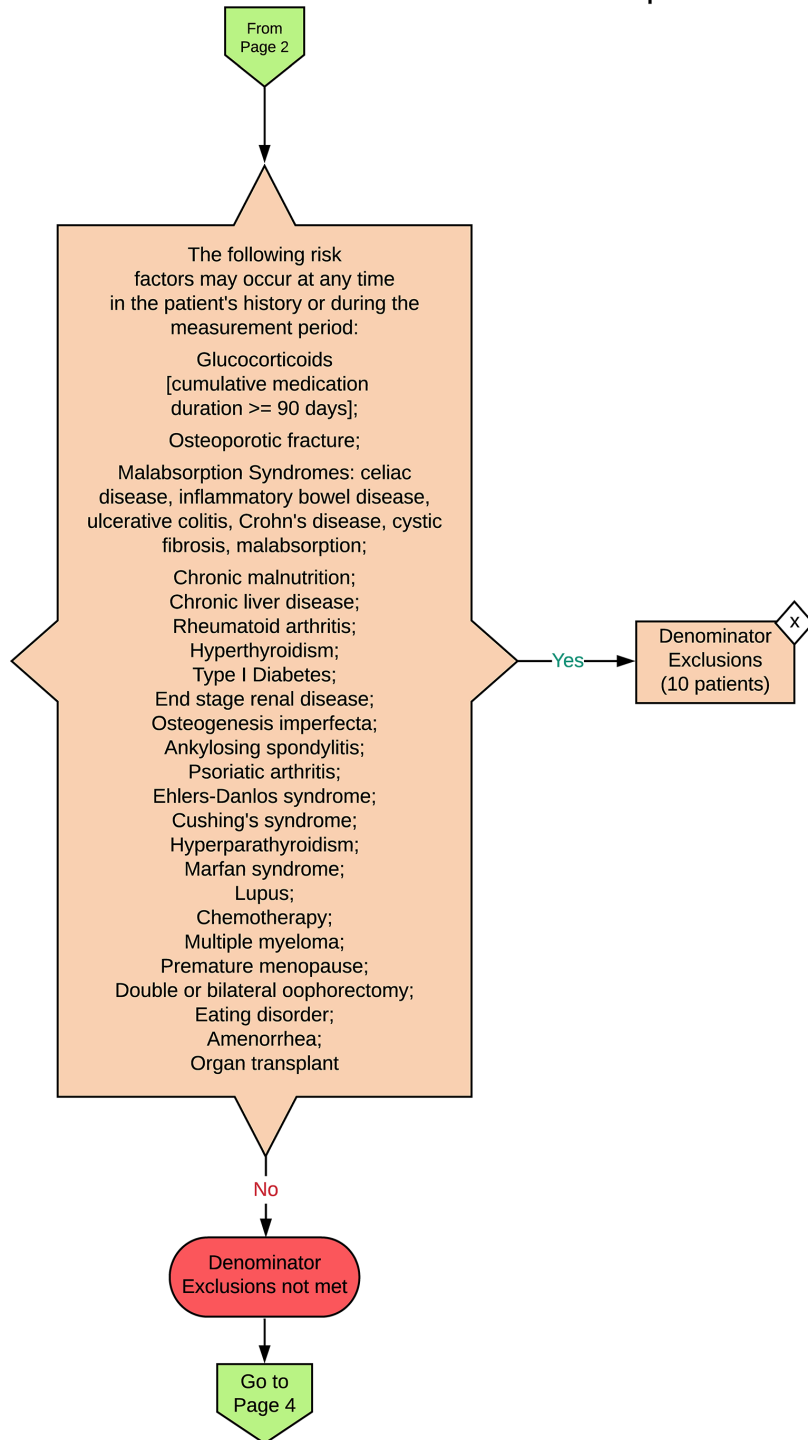 From
Page 2
The following risk
factors may occur at any time
in the patient's history or during the
measurement period:
Glucocorticoids
[cumulative medication
duration >= 90 days];
Osteoporotic fracture;
Malabsorption Syndromes: celiac
disease, inflammatory bowel disease,
ulcerative colitis, Crohn's disease, cystic
fibrosis, malabsorption;
Chronic malnutrition;
Chronic liver disease;
Rheumatoid arthritis;
Hyperthyroidism;
Type I Diabetes;
End stage renal disease;
Osteogenesis imperfecta;
Ankylosing spondylitis;
Psoriatic arthritis;
Ehlers-Danlos syndrome;
Cushing's syndrome;
Hyperparathyroidism;
Marfan syndrome;
Lupus;
Chemotherapy;
Multiple myeloma;
Premature menopause;
Double or bilateral oophorectomy;
Eating disorder;
Amenorrhea;
Organ transplant
Yes
x
Denominator
Exclusions
(10 patients)
No
Denominator
Exclusions not met
Go to
Page 4